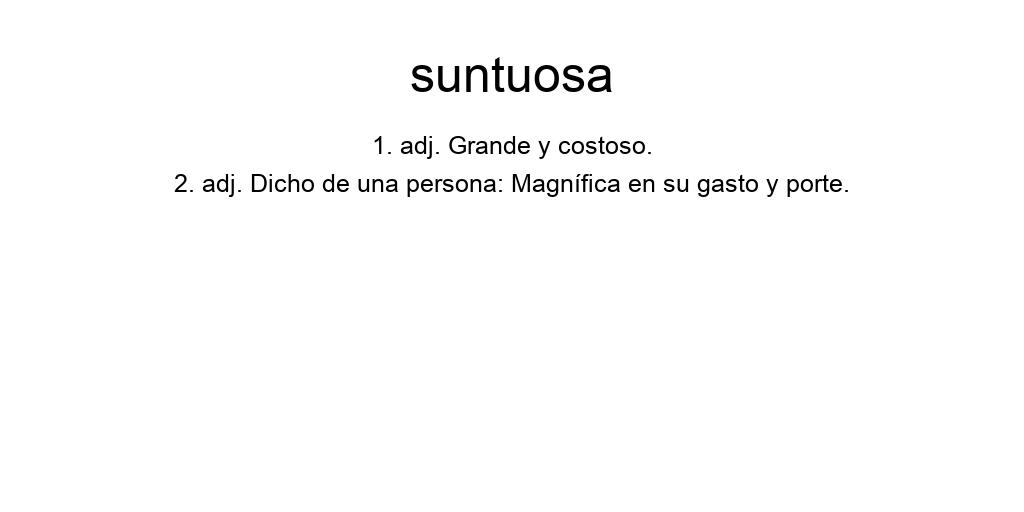 suntuosa
1. adj. Grande y costoso.
2. adj. Dicho de una persona: Magnífica en su gasto y porte.